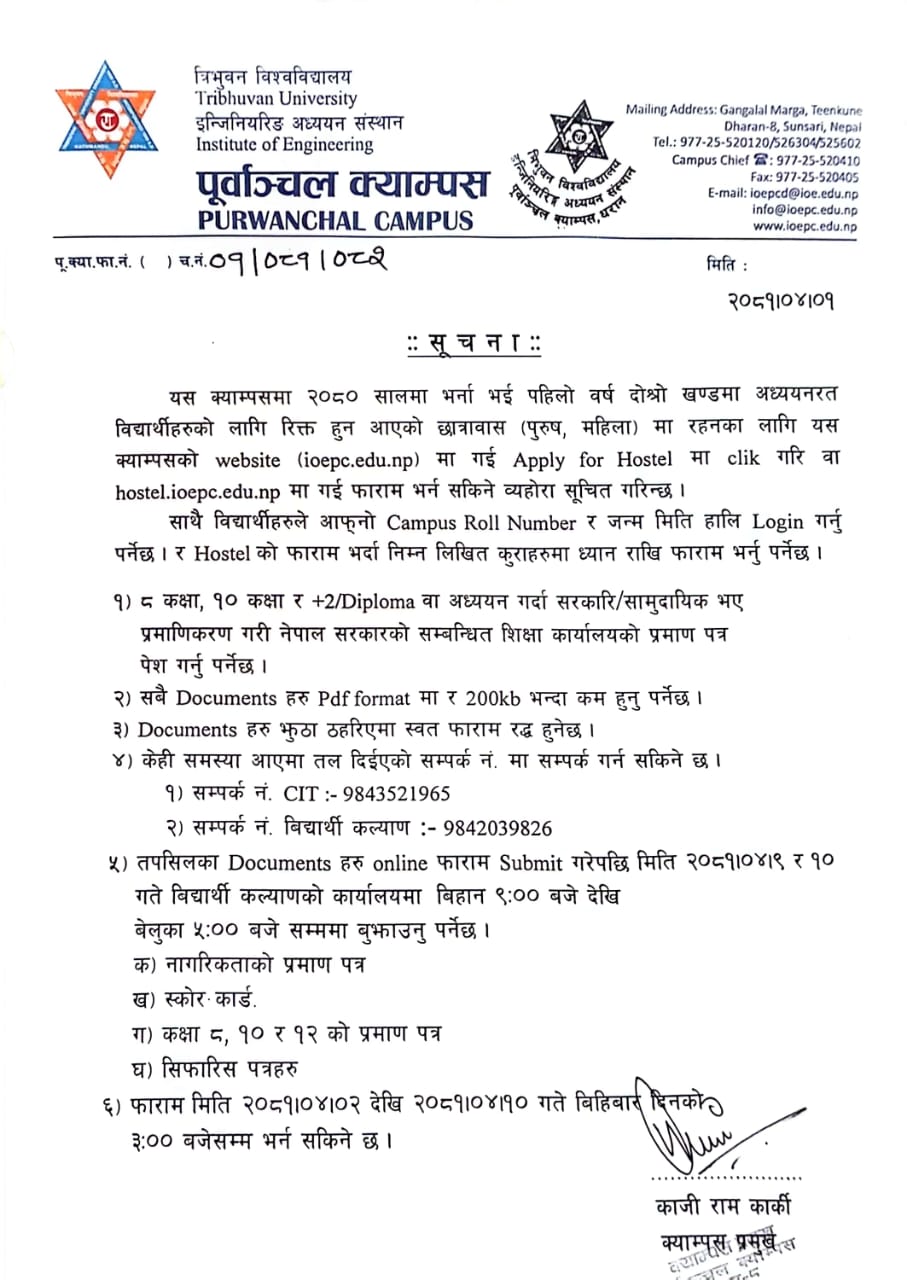 त्रिभुवन विश्वविद्यालय
Tribhuvan University
इन्जिनियरिङ अध्ययन संस्थान
Institute of Engineering
पूर्वाञ्चल क्याम्पस
PURWANCHAL CAMPUS
त्रिभुवन विश्वविद्यालय
इन्जिनियरिङ अध्ययन संस्थान
पूर्वाञ्चल क्याम्पस, धरान
Mailing Address: Gangalal Marga, Teenkune
Dharan-8, Sunsari, Nepal
Tel.: 977-25-520120/526304/525602
Campus Chief ☎: 977-25-520410
Fax: 977-25-520405
E-mail: ioepcd@ioe.edu.np
info@ioepc.edu.np
www.ioepc.edu.np
पू.क्या.फा.नं. ( ) च.नं. ०१/०८१/०८२
मिति :
२०८१।०४।०१
:: सू च ना ::
यस क्याम्पसमा २०८० सालमा भर्ना भई पहिलो वर्ष दोश्रो खण्डमा अध्ययनरत
विद्यार्थीहरुको लागि रिक्त हुन आएको छात्रावास (पुरुष, महिला) मा रहनका लागि यस
क्याम्पसको website (ioepc.edu.np) मा गई Apply for Hostel मा clik गरि वा
hostel.ioepc.edu.np मा गई फाराम भर्न सकिने व्यहोरा सूचित गरिन्छ ।
साथै विद्यार्थीहरुले आफ्नो Campus Roll Number र जन्म मिति हालि Login गर्नु
पर्नेछ । र Hostel को फाराम भर्दा निम्न लिखित कुराहरुमा ध्यान राखि फाराम भर्नु पर्नेछ ।
१) ८ कक्षा, १० कक्षा र +2/Diploma वा अध्ययन गर्दा सरकारि/सामुदायिक भए
प्रमाणिकरण गरी नेपाल सरकारको सम्बन्धित शिक्षा कार्यालयको प्रमाण पत्र
पेश गर्नु पर्नेछ ।
२) सबै Documents हरु Pdf format मा र 200kb भन्दा कम हुनु पर्नेछ ।
३) Documents हरु झुठा ठहरिएमा स्वत फाराम रद्ध हुनेछ ।
४) केही समस्या आएमा तल दिईएको सम्पर्क नं. मा सम्पर्क गर्न सकिने छ ।
१) सम्पर्क नं. CIT :- 9843521965
२) सम्पर्क नं. विद्यार्थी कल्याण :- 9842039826
५) तपसिलका Documents हरु online फाराम Submit गरेपछि मिति २०८१।०४।९ र १०
गते विद्यार्थी कल्याणको कार्यालयमा बिहान ९:०० बजे देखि
बेलुका ५:०० बजे सम्ममा बुझाउनु पर्नेछ ।
क) नागरिकताको प्रमाण पत्र
ख) स्कोर कार्ड.
ग) कक्षा ८, १० र १२ को प्रमाण पत्र
घ) सिफारिस पत्रहरु
६) फाराम मिति २०८१।०४।०२ देखि २०८१।०४।१० गते बिहिबार दिनको
३:०० बजेसम्म भर्न सकिने छ ।
काजी राम कार्की
क्याम्पस प्रमुख